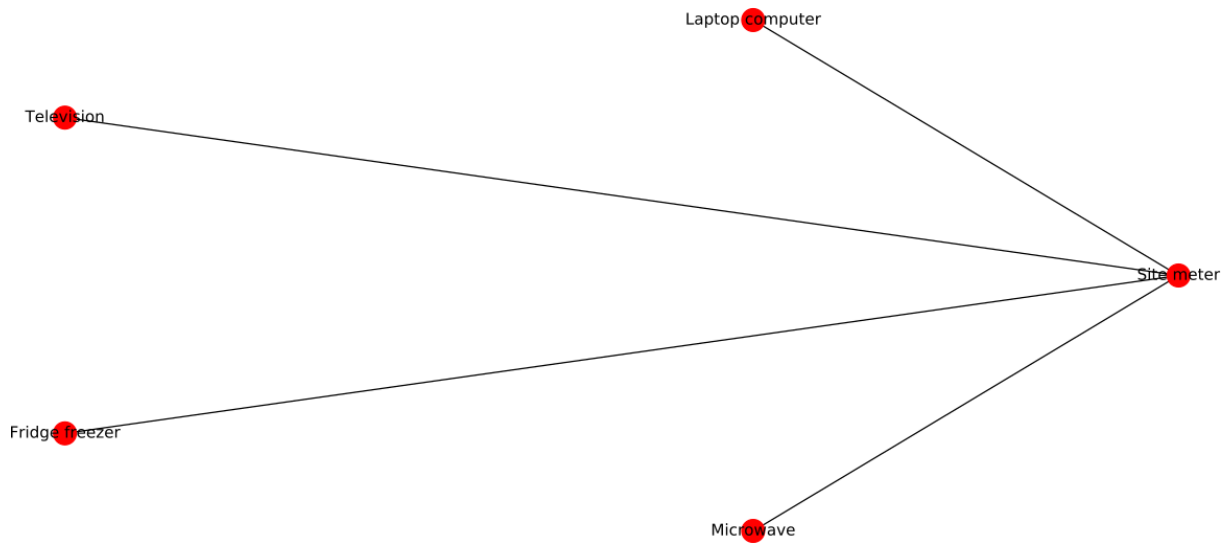 Laptop computer
Television
Site meter
Fridge freezer
Microwave